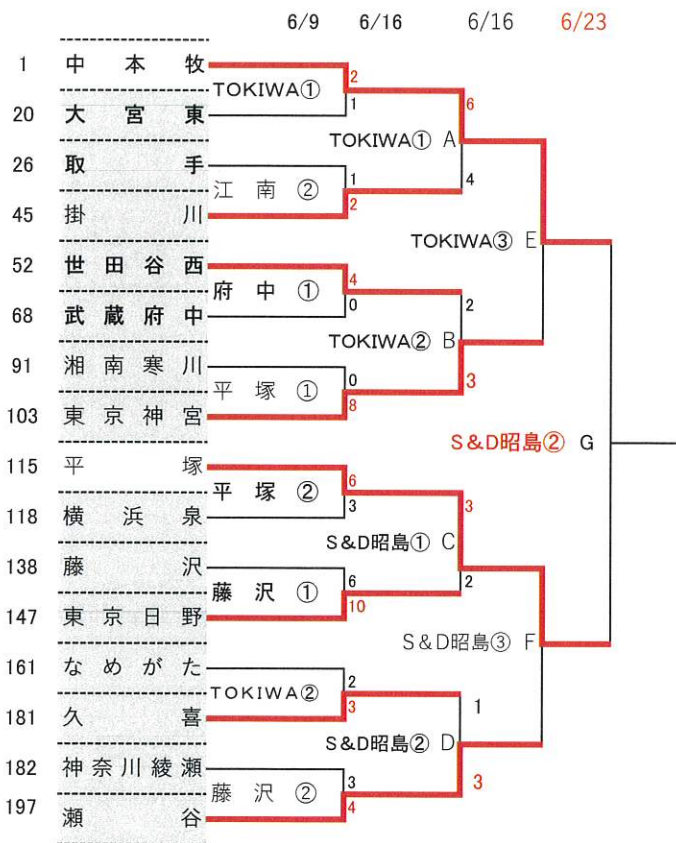 6/9 6/16 6/16 6/23
1 中本牧
TOKIWA①
2
1
20 大宮東
TOKIWA① A
6
4
26 取手
江南②
1
2
45 掛川
TOKIWA③ E
52 世田谷西
府中①
4
0
68 武蔵府中
TOKIWA② B
2
3
91 湘南寒川
平塚①
0
8
103 東京神宮
S&D昭島② G
115 平塚
平塚②
6
3
118 横浜泉
S&D昭島① C
3
2
138 藤沢
藤沢①
6
10
147 東京日野
S&D昭島③ F
161 なめがた
TOKIWA②
2
3
181 久喜
S&D昭島② D
1
3
182 神奈川綾瀬
藤沢②
3
4
197 瀬谷